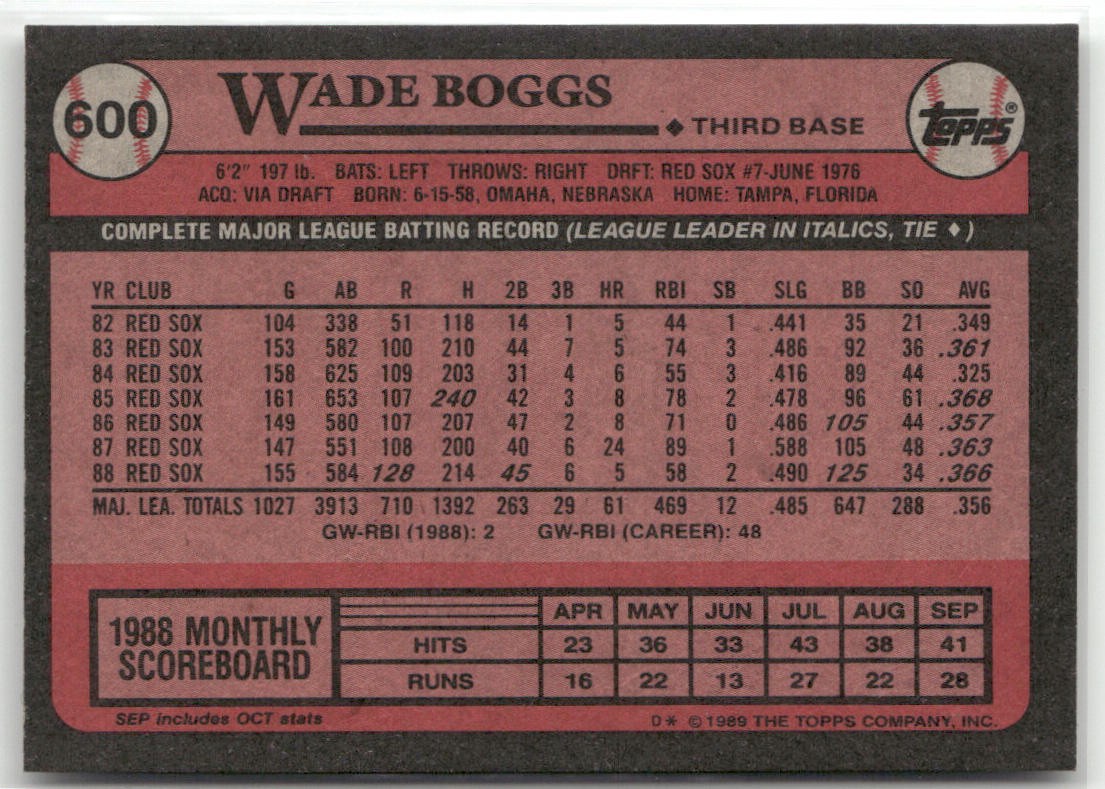 600 WADE BOGGS
◆ THIRD BASE
topps®
6'2" 197 lb. BATS: LEFT THROWS: RIGHT DRFT: RED SOX #7-JUNE 1976
ACQ: VIA DRAFT BORN: 6-15-58, OMAHA, NEBRASKA HOME: TAMPA, FLORIDA
COMPLETE MAJOR LEAGUE BATTING RECORD (LEAGUE LEADER IN ITALICS, TIE ♦)
YR CLUB G AB R H 2B 3B HR RBI SB SLG BB SO AVG
82 RED SOX 104 338 51 118 14 1 5 44 1 .441 35 21 .349
83 RED SOX 153 582 100 210 44 7 5 74 3 .486 92 36 .361
84 RED SOX 158 625 109 203 31 4 6 55 3 .416 89 44 .325
85 RED SOX 161 653 107 240 42 3 8 78 2 .478 96 61 .368
86 RED SOX 149 580 107 207 47 2 8 71 0 .486 105 44 .357
87 RED SOX 147 551 108 200 40 6 24 89 1 .588 105 48 .363
88 RED SOX 155 584 128 214 45 6 5 58 2 .490 125 34 .366
MAJ. LEA. TOTALS 1027 3913 710 1392 263 29 61 469 12 .485 647 288 .356
GW-RBI (1988): 2 GW-RBI (CAREER): 48
1988 MONTHLY
SCOREBOARD
APR MAY JUN JUL AUG SEP
HITS 23 36 33 43 38 41
RUNS 16 22 13 27 22 28
SEP includes OCT stats
D* ©1989 THE TOPPS COMPANY, INC.